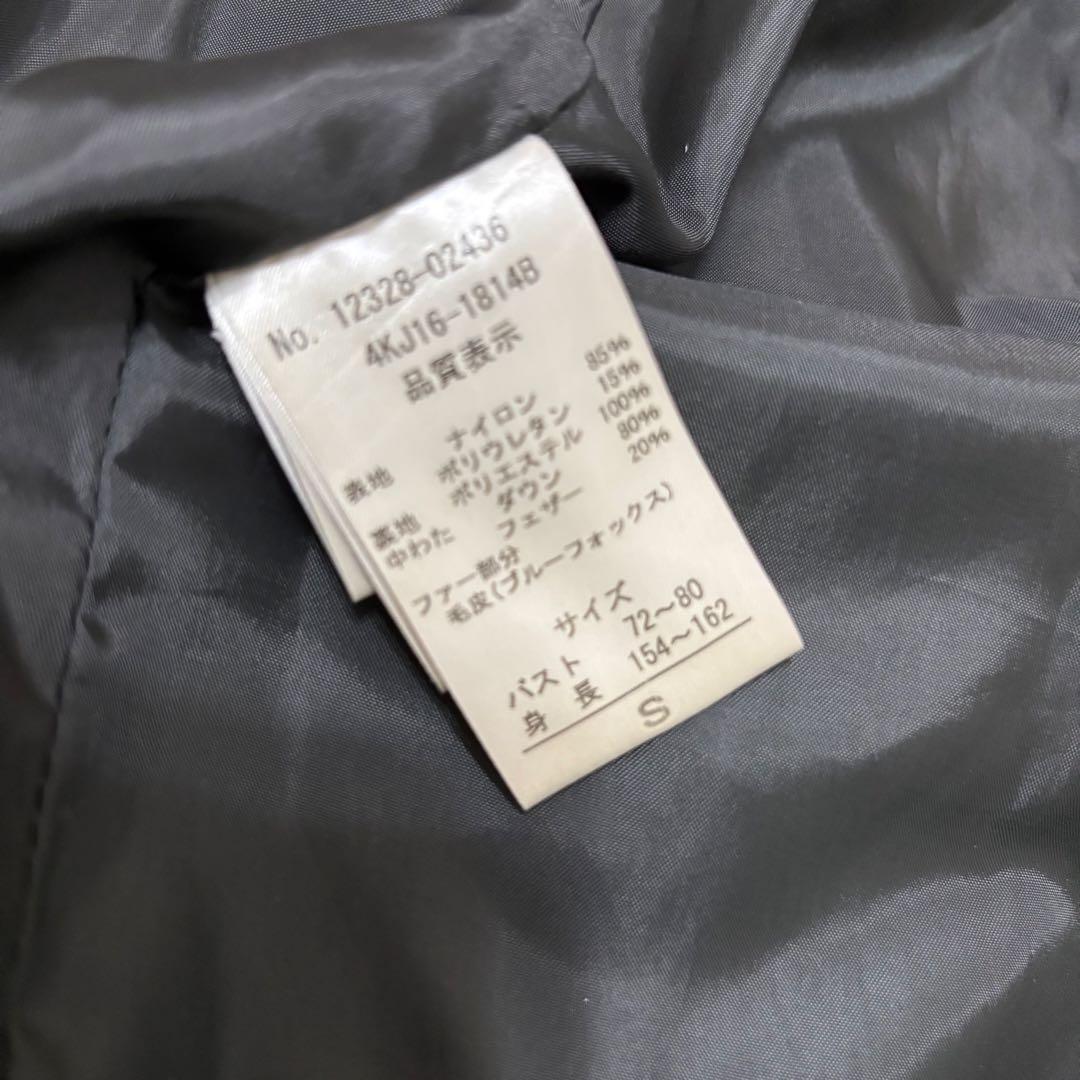 No. 12328-02436
4KJ16-1814B
品質表示
表地 ナイロン 85%
ポリウレタン 15%
裏地 ポリエステル 100%
中わた ダウン 80%
フェザー 20%
ファー部分
毛皮(ブルーフォックス)
サイズ
バスト 72～80
身長 154～162
S